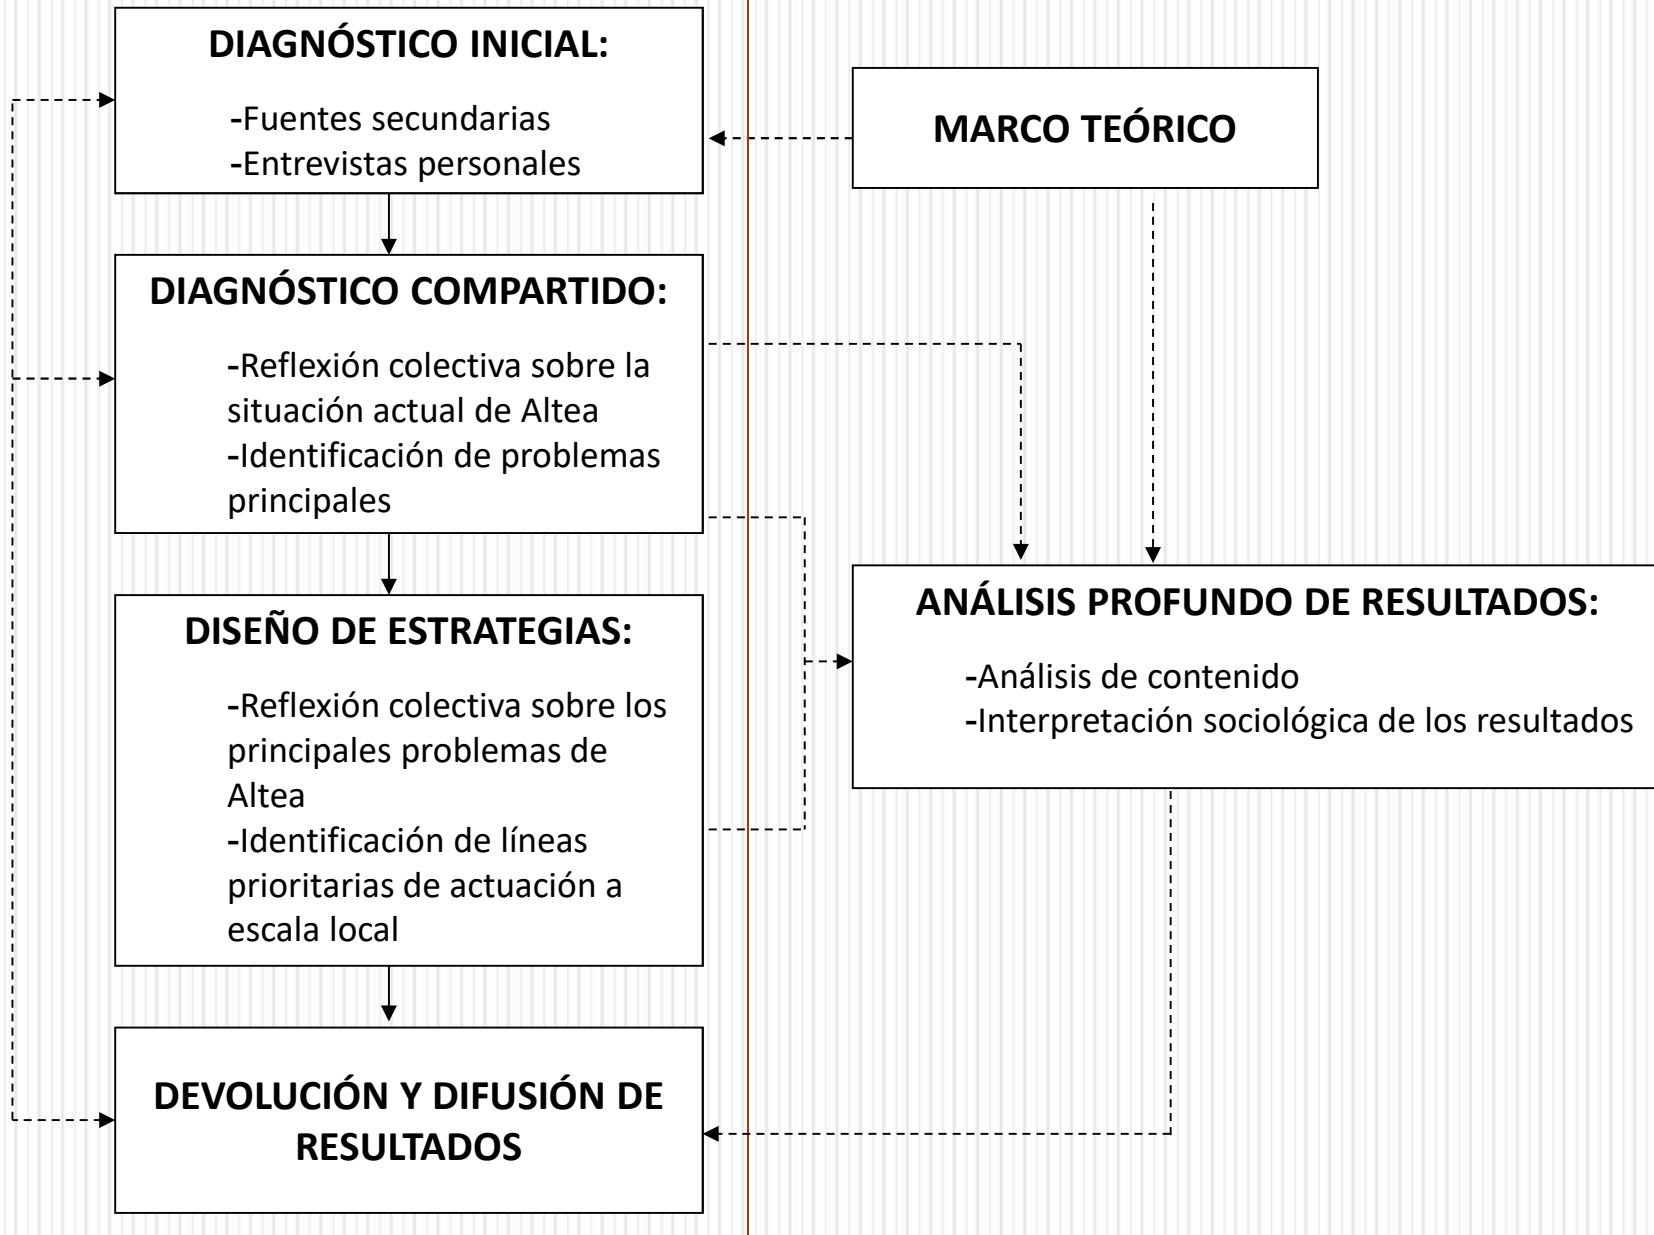 DIAGNÓSTICO INICIAL:
-Fuentes secundarias
-Entrevistas personales
MARCO TEÓRICO
DIAGNÓSTICO COMPARTIDO:
-Reflexión colectiva sobre la
situación actual de Altea
-Identificación de problemas
principales
DISEÑO DE ESTRATEGIAS:
-Reflexión colectiva sobre los
principales problemas de
Altea
-Identificación de líneas
prioritarias de actuación a
escala local
ANÁLISIS PROFUNDO DE RESULTADOS:
-Análisis de contenido
-Interpretación sociológica de los resultados
DEVOLUCIÓN Y DIFUSIÓN DE
RESULTADOS